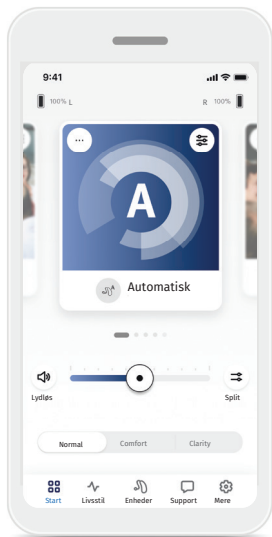 9:41
100% L
R 100%
A
A
Automatisk
Lydløs
Split
Normal Comfort Clarity
Start Livsstil Enheder Support Mere